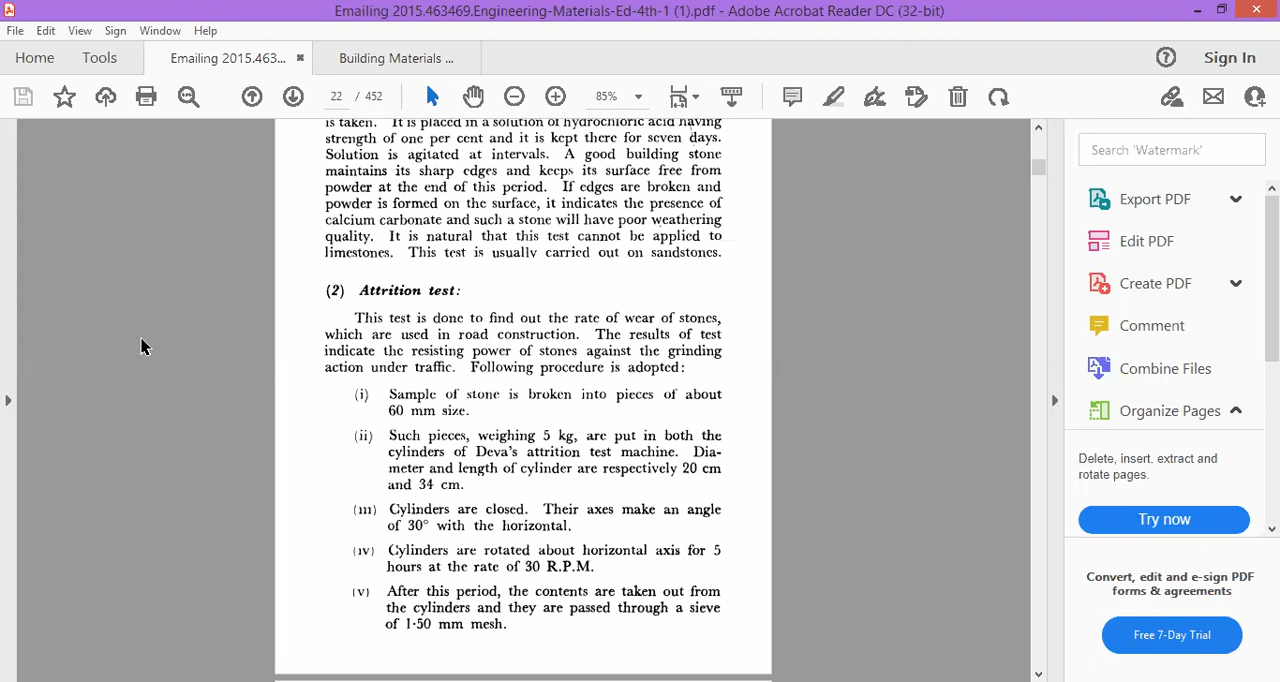 Emailing 2015.463469.Engineering-Materials-Ed-4th-1 (1).pdf - Adobe Acrobat Reader DC (32-bit)
File Edit View Sign Window Help
Home Tools Emailing 2015.463... Building Materials ... Sign In
22 / 452 85%
is taken. It is placed in a solution of hydrochloric acid having
strength of one per cent and it is kept there for seven days.
Solution is agitated at intervals. A good building stone
maintains its sharp edges and keeps its surface free from
powder at the end of this period. If edges are broken and
powder is formed on the surface, it indicates the presence of
calcium carbonate and such a stone will have poor weathering
quality. It is natural that this test cannot be applied to
limestones. This test is usually carried out on sandstones.
(2) Attrition test:
This test is done to find out the rate of wear of stones,
which are used in road construction. The results of test
indicate the resisting power of stones against the grinding
action under traffic. Following procedure is adopted:
(i) Sample of stone is broken into pieces of about
60 mm size.
(ii) Such pieces, weighing 5 kg, are put in both the
cylinders of Deva's attrition test machine. Dia-
meter and length of cylinder are respectively 20 cm
and 34 cm.
(iii) Cylinders are closed. Their axes make an angle
of 30° with the horizontal.
(iv) Cylinders are rotated about horizontal axis for 5
hours at the rate of 30 R.P.M.
(v) After this period, the contents are taken out from
the cylinders and they are passed through a sieve
of 1·50 mm mesh.
Search 'Watermark'
Export PDF
Edit PDF
Create PDF
Comment
Combine Files
Organize Pages
Delete, insert, extract and
rotate pages.
Try now
Convert, edit and e-sign PDF
forms & agreements
Free 7-Day Trial